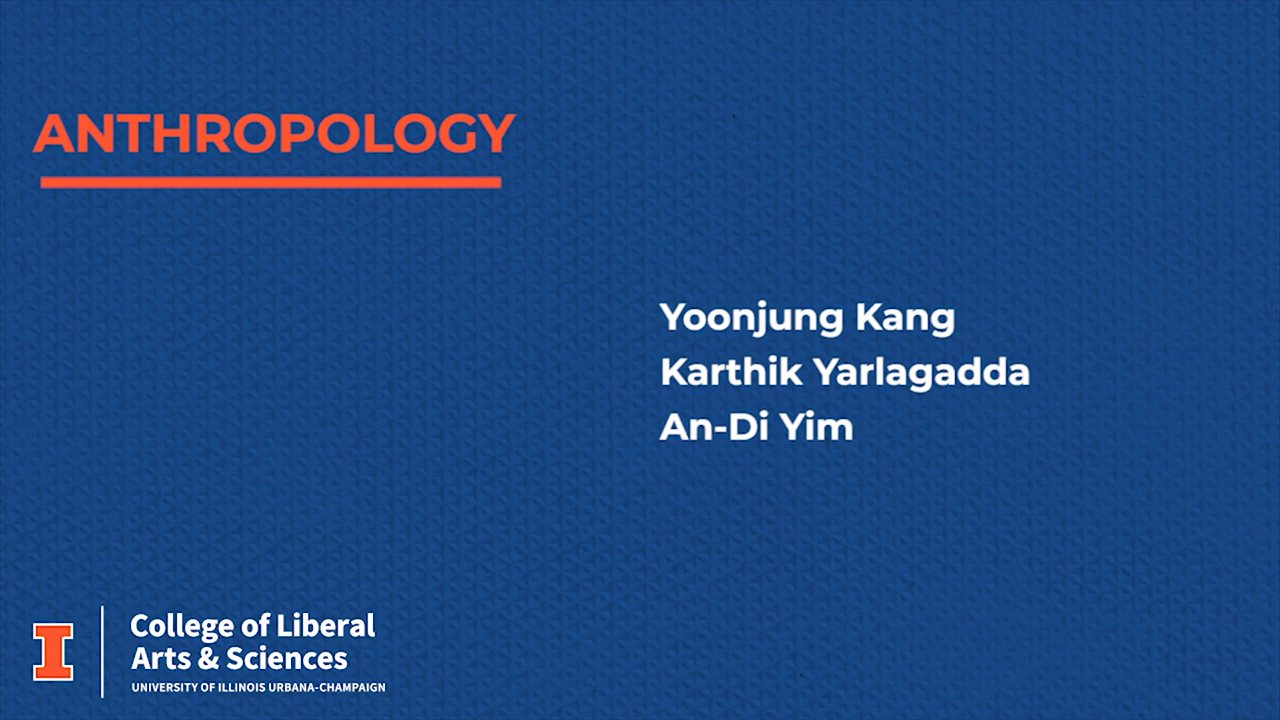 ANTHROPOLOGY
Yoonjung Kang
Karthik Yarlagadda
An-Di Yim
I
College of Liberal
Arts & Sciences
UNIVERSITY OF ILLINOIS URBANA-CHAMPAIGN